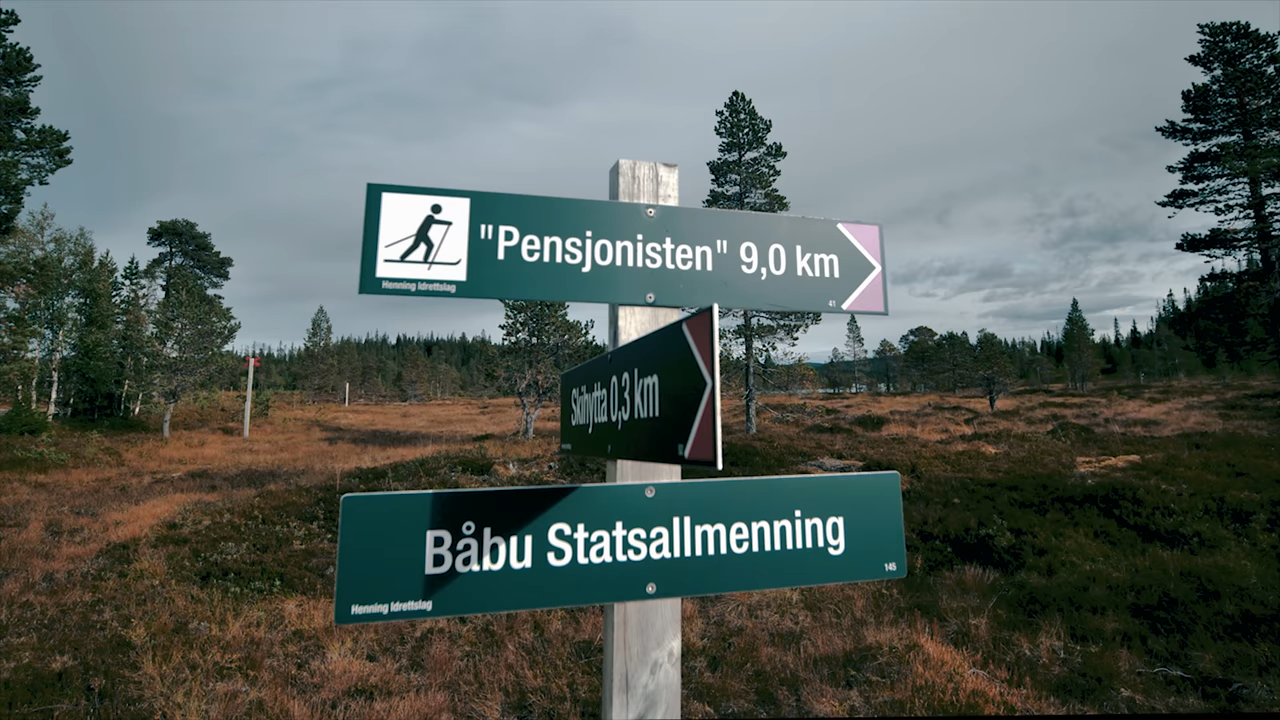 "Pensjonisten" 9,0 km
Henning Idrettslag
41
Skihytta 0,3 km
Båbu Statsallmenning
Henning Idrettslag
145